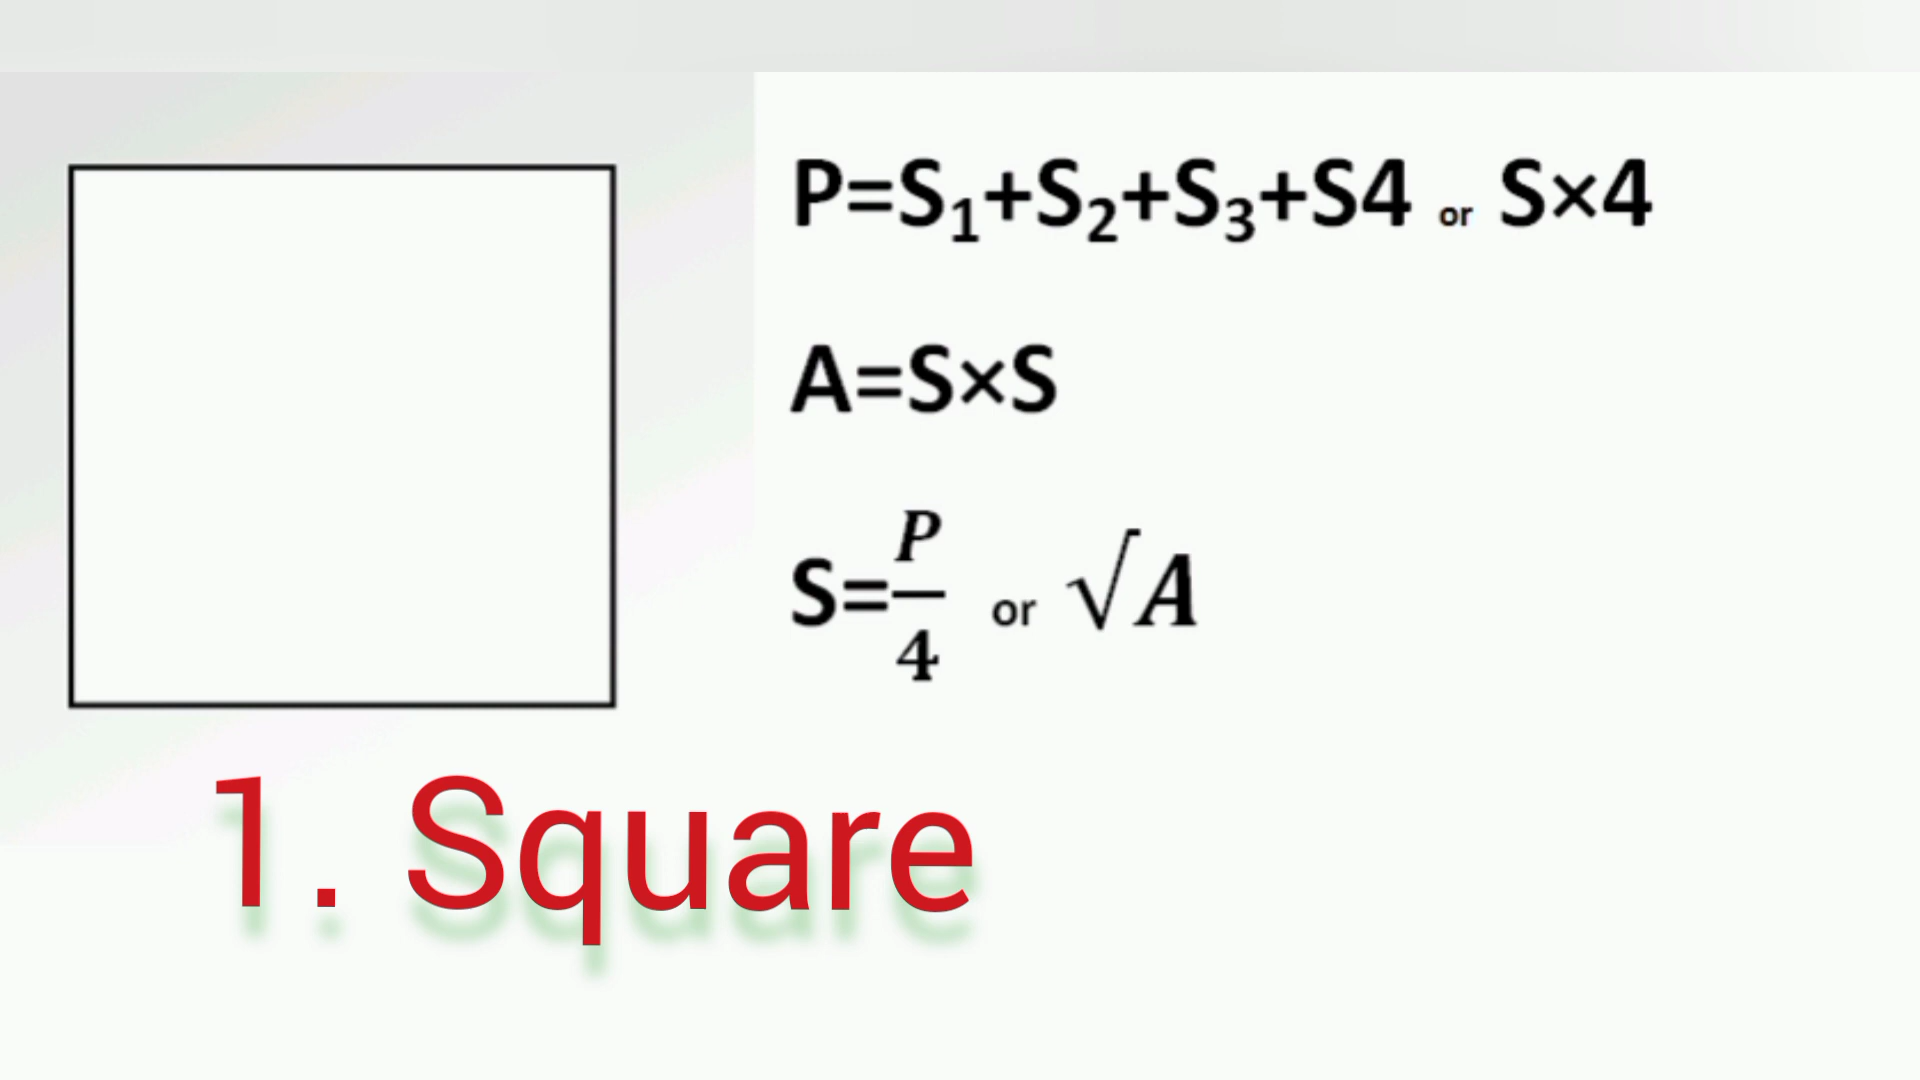 P=S₁+S₂+S₃+S4 or S×4
A=S×S
S=P/4 or √A
1. Square